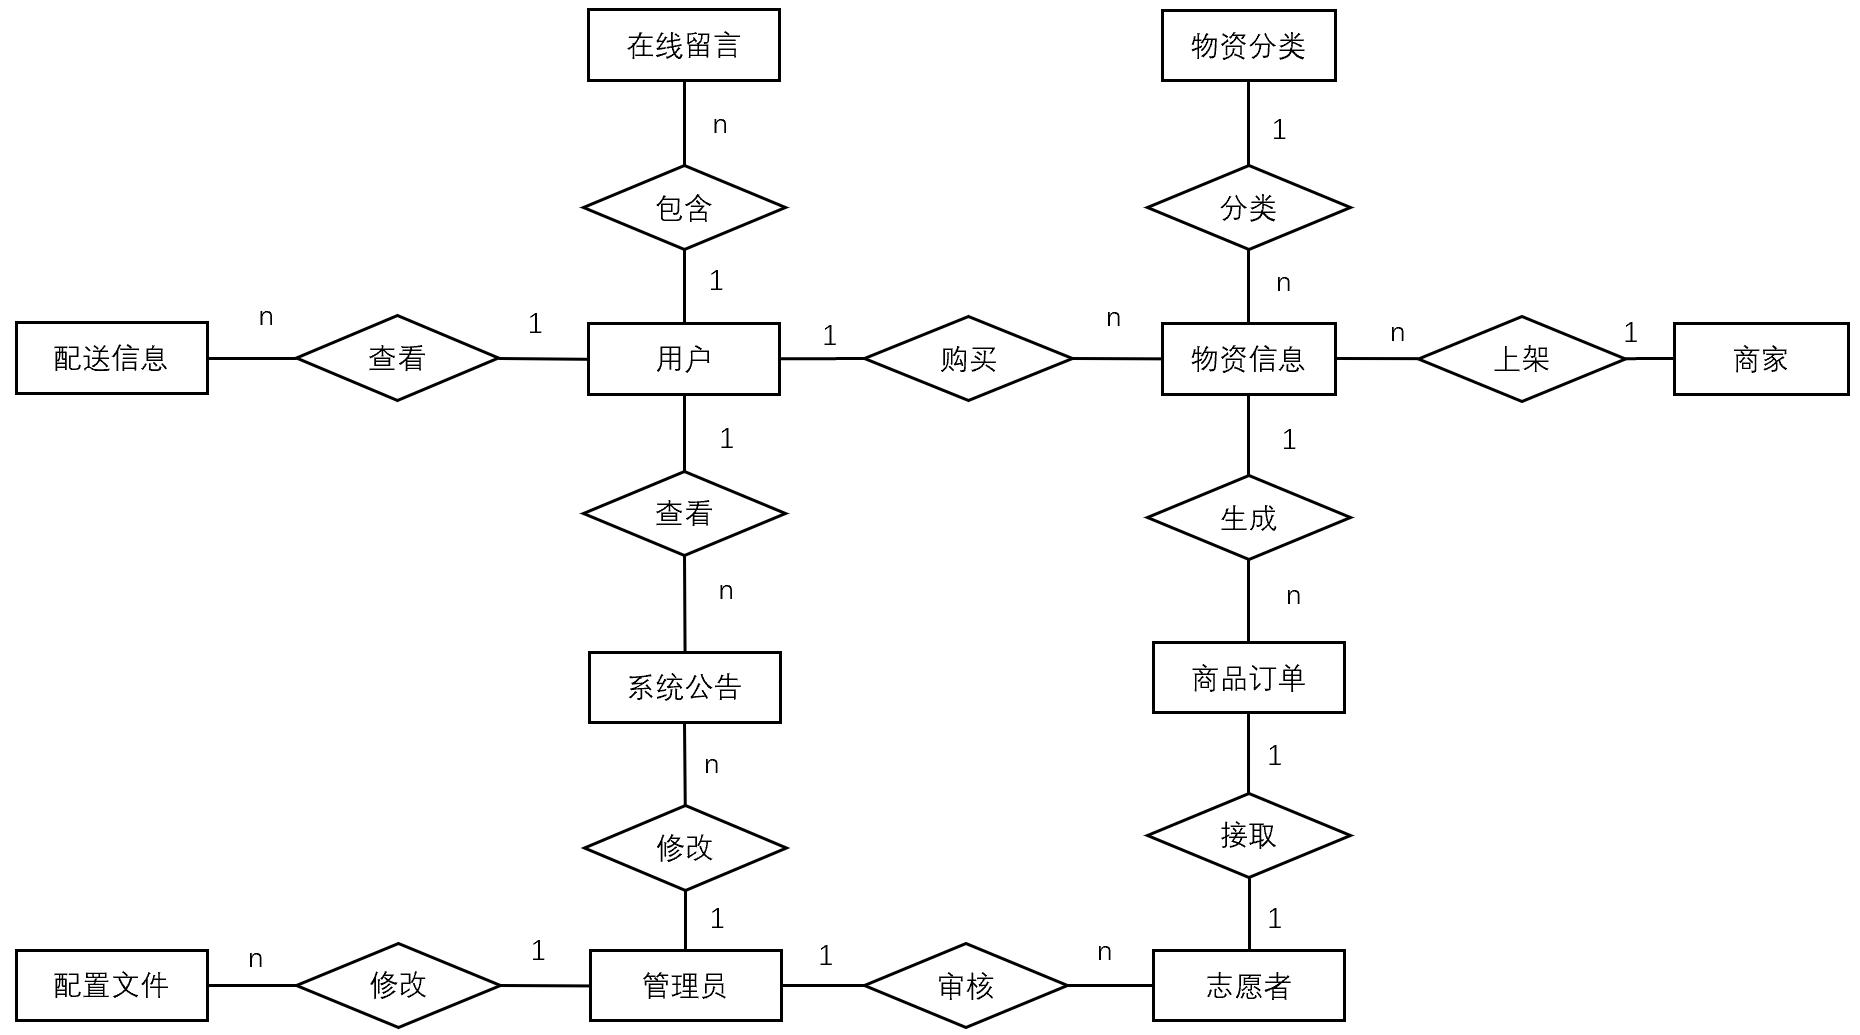 在线留言
物资分类
n
1
包含
分类
1
n
配送信息
n
查看
1
用户
1
购买
n
物资信息
n
上架
1
商家
1
1
查看
生成
n
n
系统公告
商品订单
n
1
修改
接取
1
1
配置文件
n
修改
1
管理员
1
审核
n
志愿者